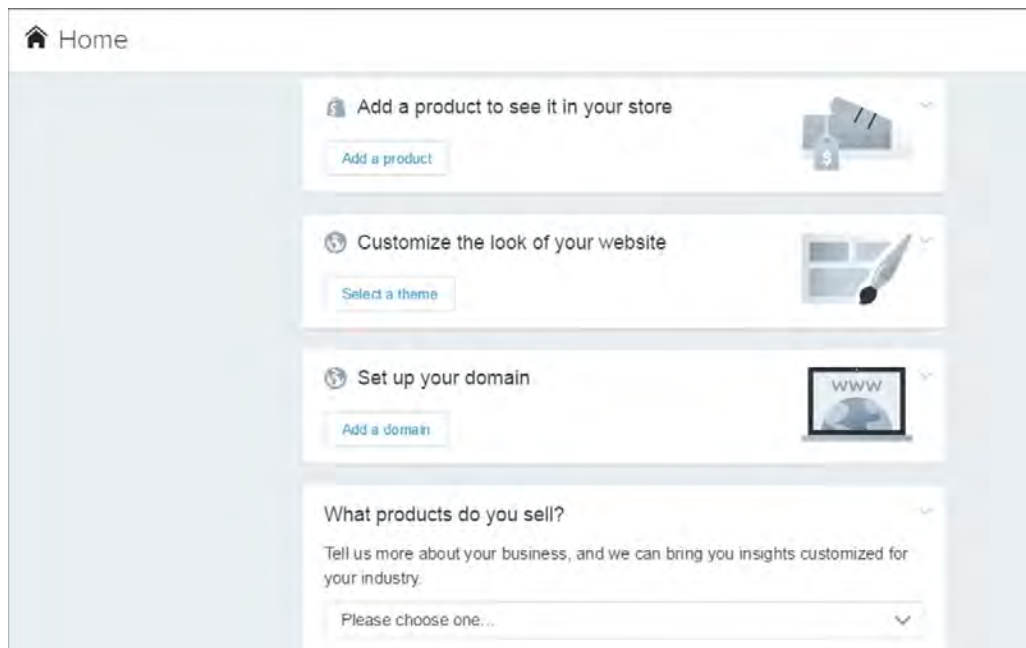 Home
Add a product to see it in your store
Add a product
$
Customize the look of your website
Select a theme
Set up your domain
WWW
Add a domain
What products do you sell?
Tell us more about your business, and we can bring you insights customized for
your industry.
Please choose one...